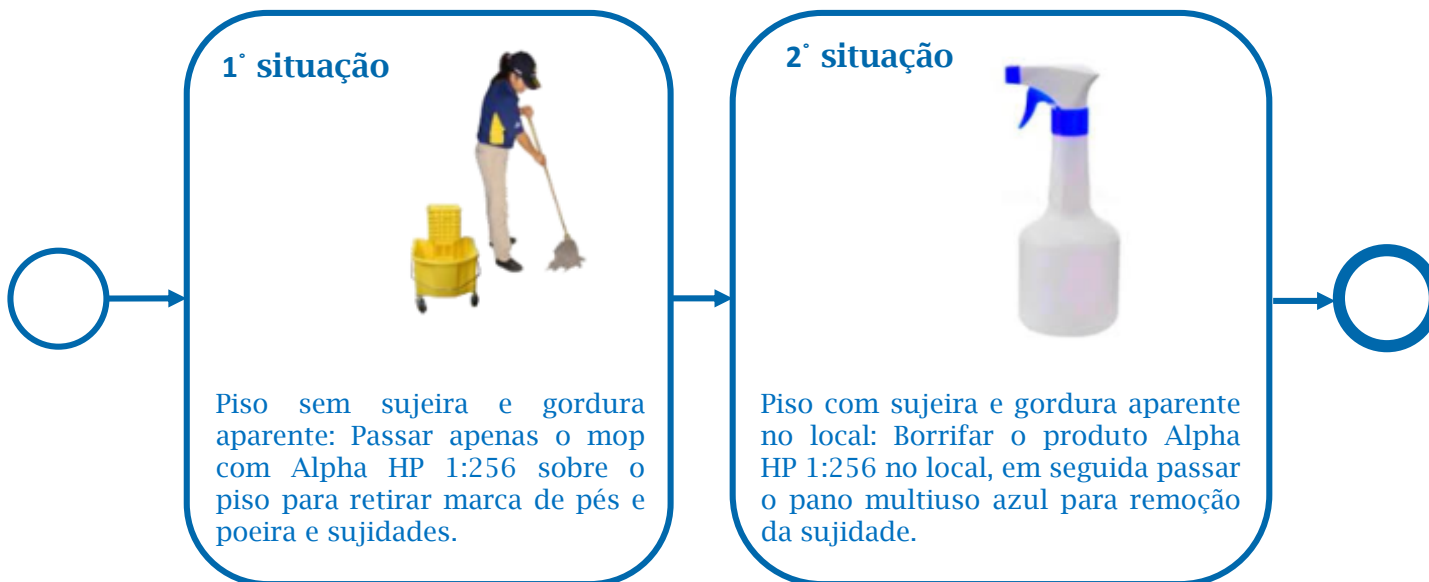 1° situação
Piso sem sujeira e gordura
aparente: Passar apenas o mop
com Alpha HP 1:256 sobre o
piso para retirar marca de pés e
poeira e sujidades.
2° situação
Piso com sujeira e gordura aparente
no local: Borrifar o produto Alpha
HP 1:256 no local, em seguida passar
o pano multiuso azul para remoção
da sujidade.